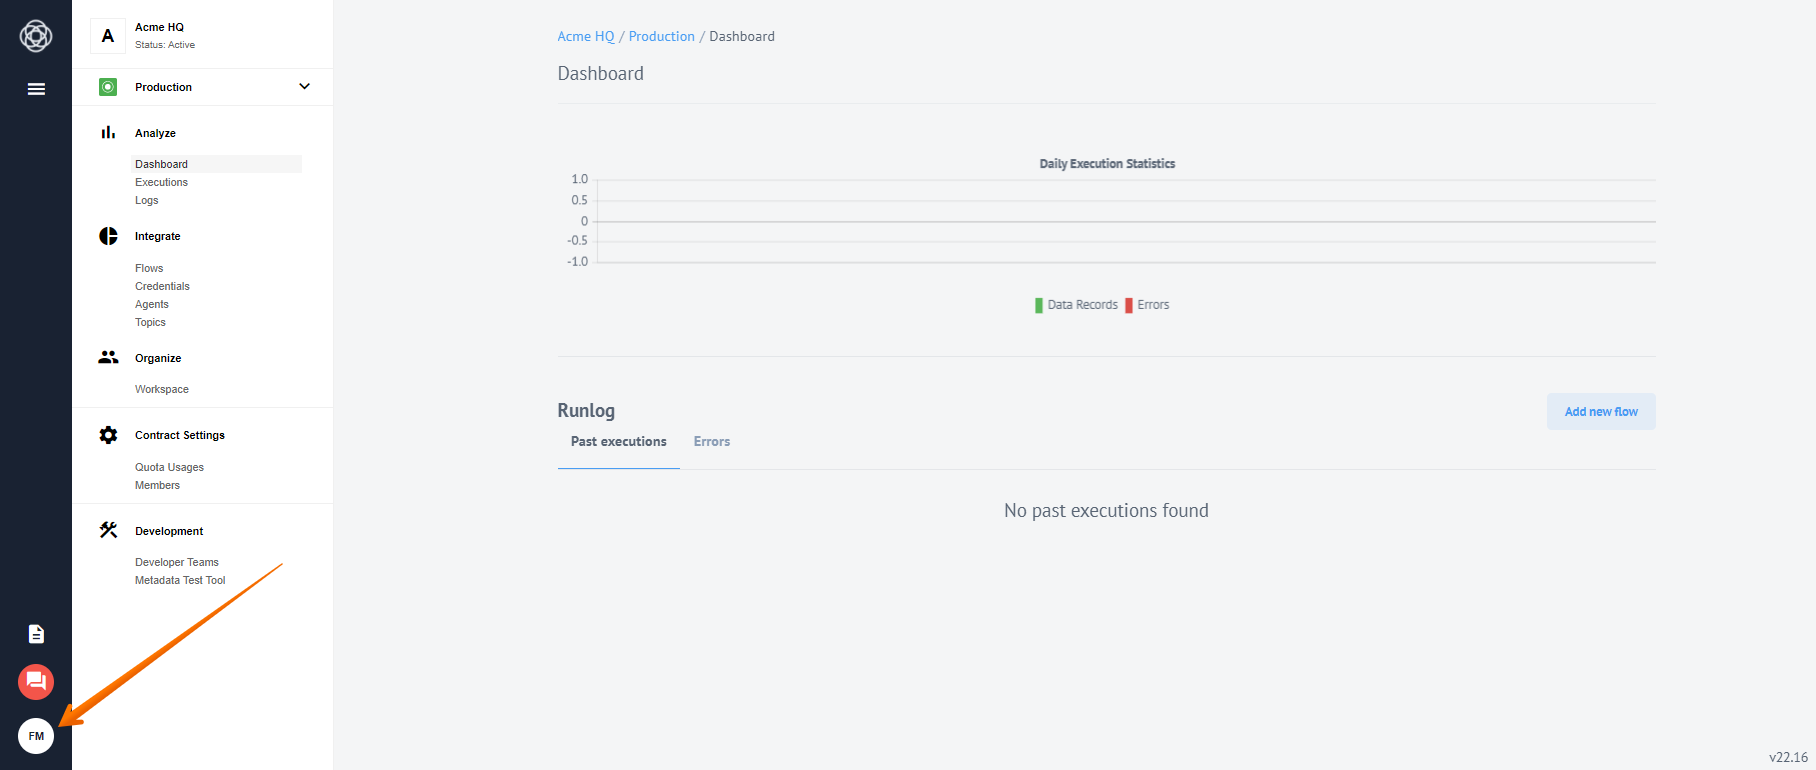 A
Acme HQ
Status: Active
Production
Analyze
Dashboard
Executions
Logs
Integrate
Flows
Credentials
Agents
Topics
Organize
Workspace
Contract Settings
Quota Usages
Members
Development
Developer Teams
Metadata Test Tool
FM
Acme HQ / Production / Dashboard
Dashboard
Daily Execution Statistics
1.0
0.5
0
-0.5
-1.0
Data Records Errors
Runlog
Add new flow
Past executions Errors
No past executions found
v22.16